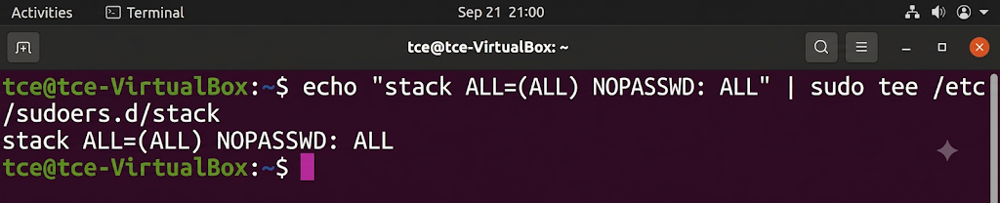 Activities Terminal Sep 21 21:00
tce@tce-VirtualBox: ~
tce@tce-VirtualBox:~$ echo "stack ALL=(ALL) NOPASSWD: ALL" | sudo tee /etc
/sudoers.d/stack
stack ALL=(ALL) NOPASSWD: ALL
tce@tce-VirtualBox:~$